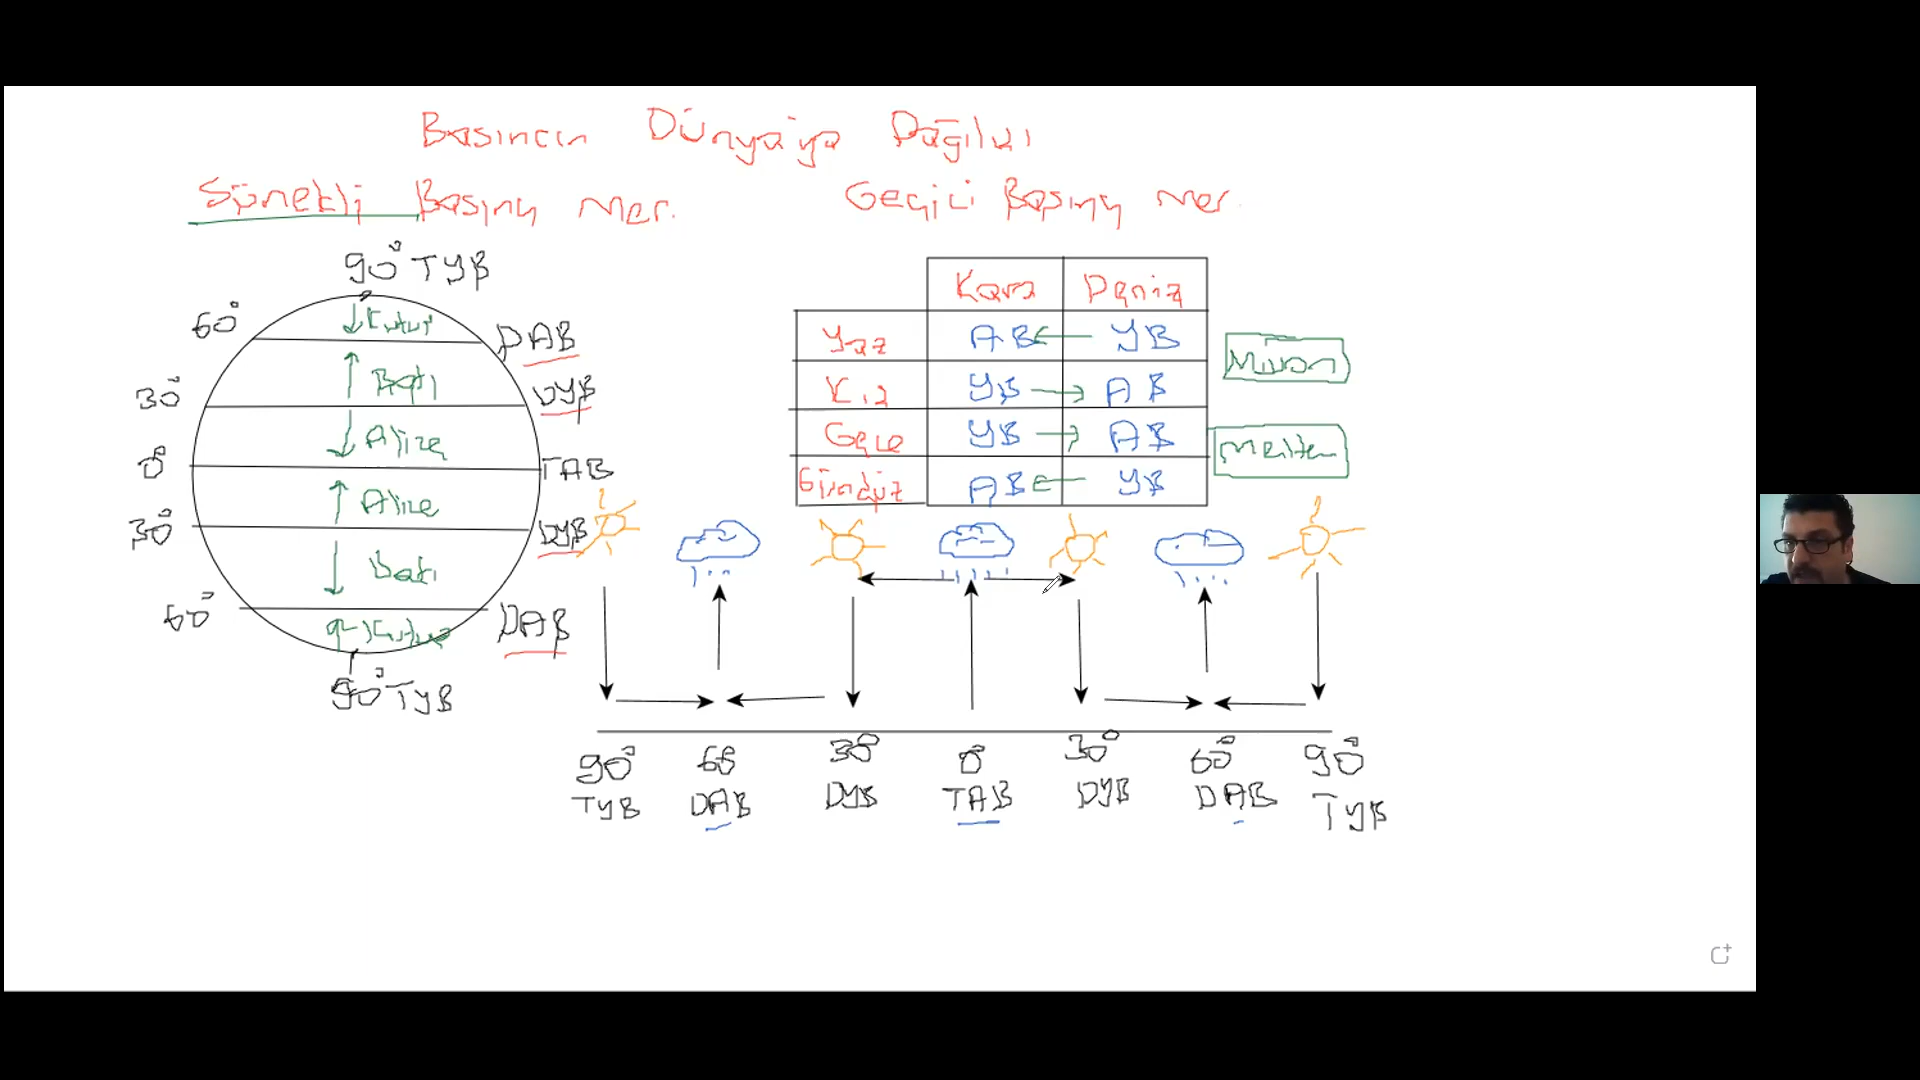 Basıncın Dünya'ya Dağılışı
Sürekli Basınç Mer.
Geçici Basınç Mer.
90° TYB
60° Kutup DAB
30° Batı DYB
0° Alize TAB
30° Alize DYB
60° Batı DAB
Kutup
90° TYB
Kara Deniz
Yaz AB ← YB
Kış YB → AB
Muson
Gece YB → AB
Gündüz AB ← YB
Meltem
90° 60 30° 0° 30° 60° 90°
TYB DAB DYB TAB DYB DAB TYB